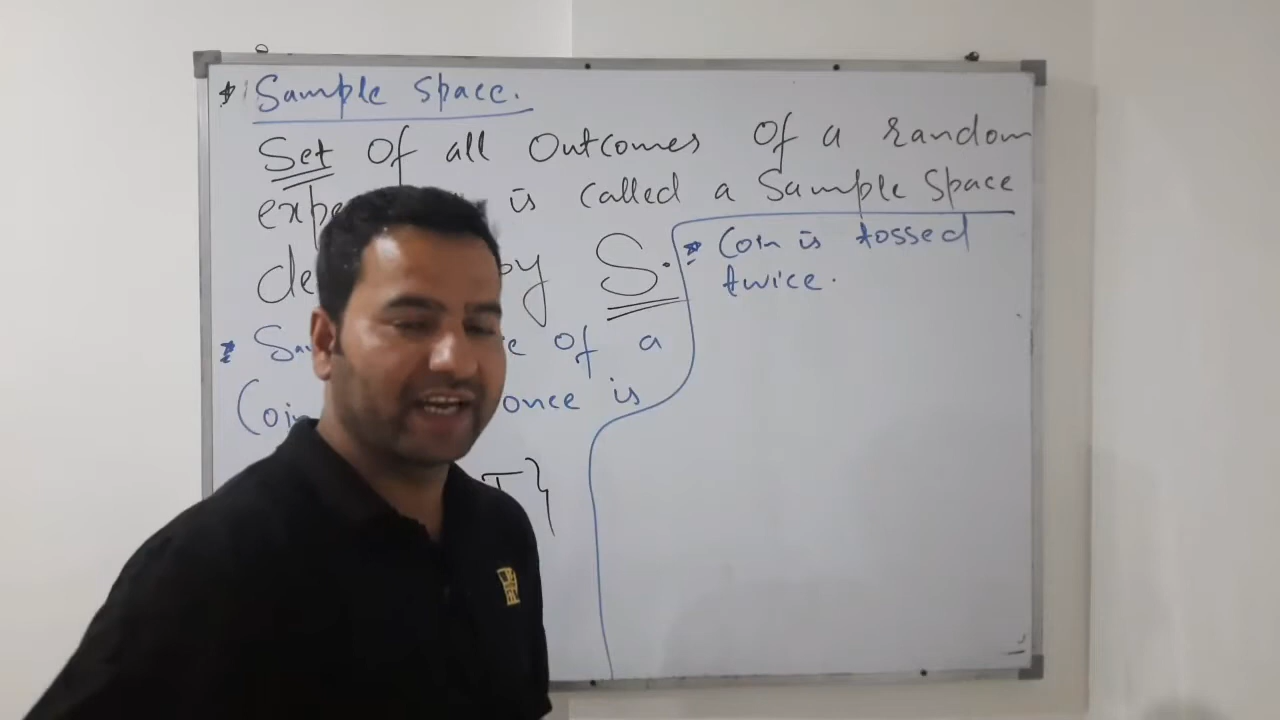 Sample Space.
Set Of all Outcomes Of a random
is called a Sample Space
by S.
Of a
once is
T}
Coin is tossed
twice.